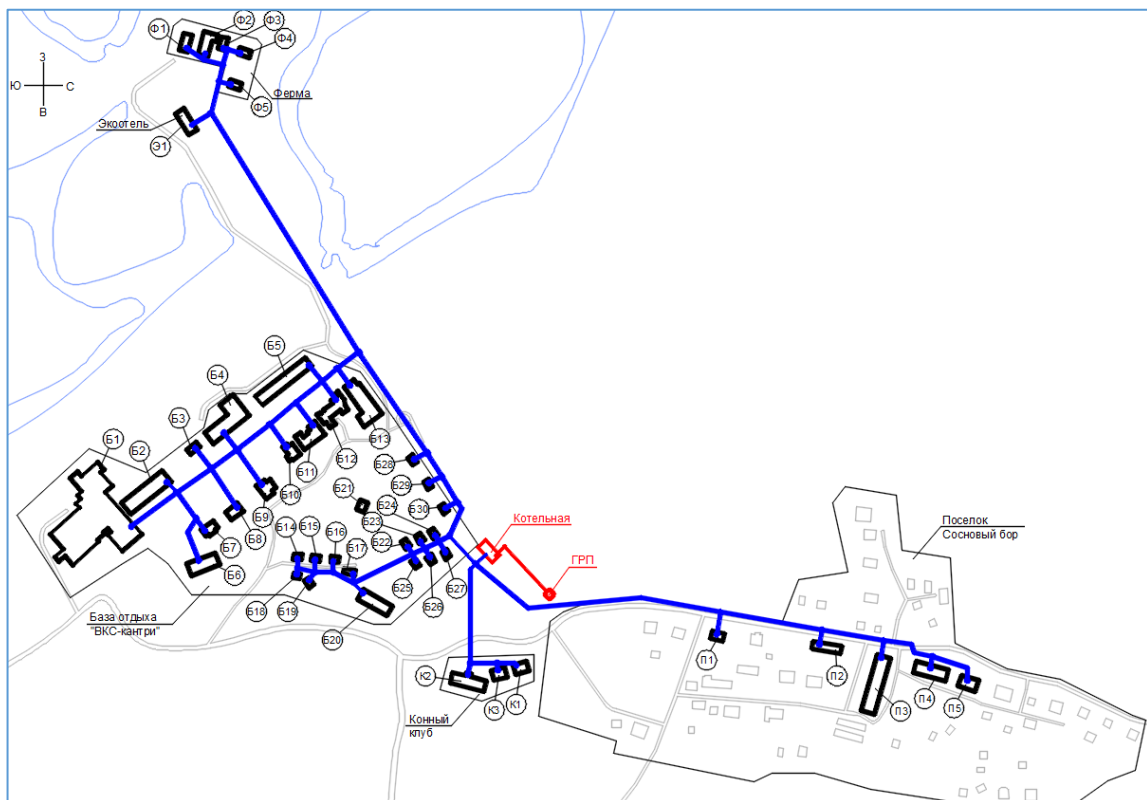 Ф1
Ф2
Ф3
Ф4
З
Ю
С
В
Ферма
Ф5
Экоотель
Э1
Б5
Б4
Б3
Б1
Б2
Б13
Б12
Б11
Б10
Б9
Б28
Б29
Б30
Б21
Б24
Б23
Б22
Котельная
Поселок
Сосновый бор
Б7
Б8
Б14
Б15
Б16
Б17
Б6
Б25
Б26
Б27
ГРП
Б18
Б19
Б20
База отдыха
"ВКС-кантри"
П1
П2
П3
П4
П5
К2
К3
К1
Конный
клуб